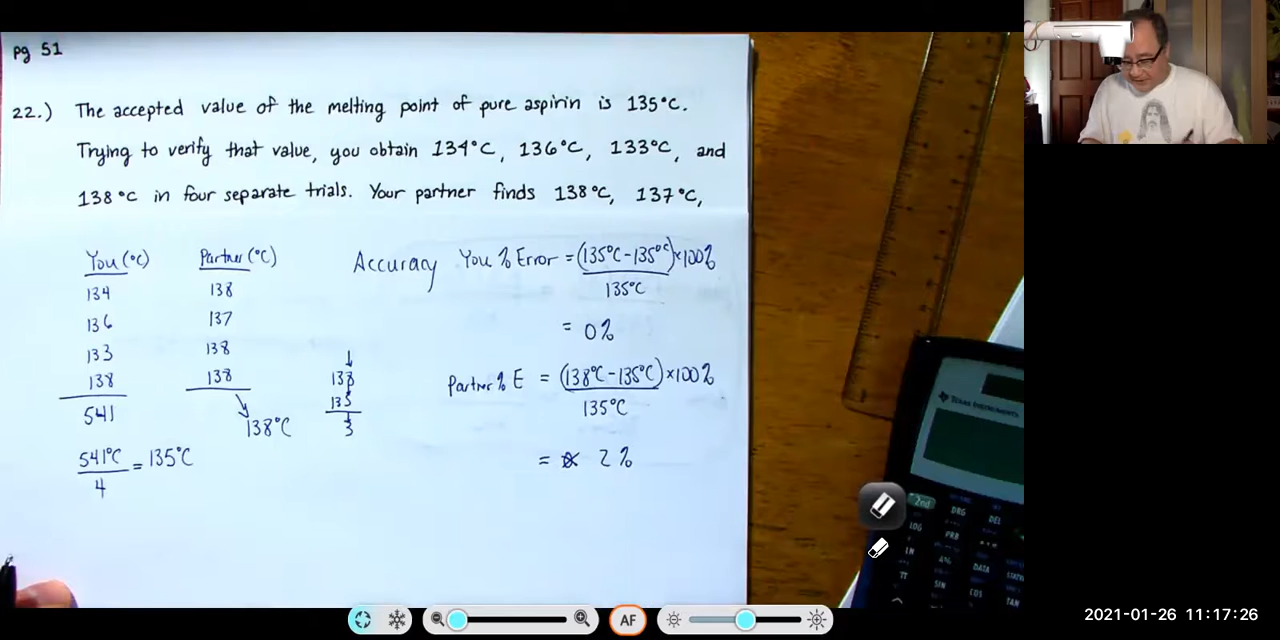 pg 51
22.) The accepted value of the melting point of pure aspirin is 135°C.
Trying to verify that value, you obtain 134°C, 136°C, 133°C, and
138°C in four separate trials. Your partner finds 138°C, 137°C,
You (°C)
134
136
133
138
541
541°C
4
= 135°C
Partner (°C)
138
137
138
138
138°C
138
135
3
Accuracy
You % Error = (135°C-135°C) × 100%
135°C
= 0%
Partner % E = (138°C-135°C) × 100%
135°C
= 2%
TEXAS INSTRUMENTS
2nd
DRG
DEL
LOG
PRB
LN
A%
DATA
π
SIN
COS
TAN
AF
2021-01-26 11:17:26